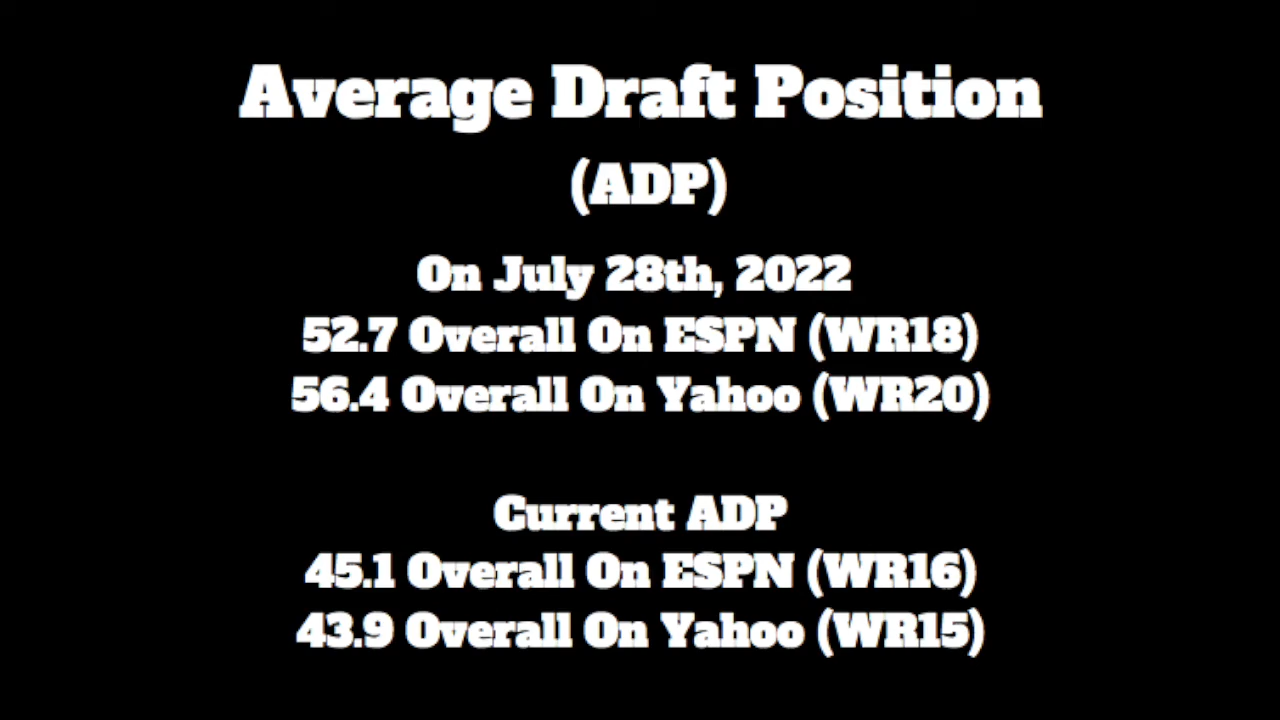 Average Draft Position
(ADP)
On July 28th, 2022
52.7 Overall On ESPN (WR18)
56.4 Overall On Yahoo (WR20)
Current ADP
45.1 Overall On ESPN (WR16)
43.9 Overall On Yahoo (WR15)